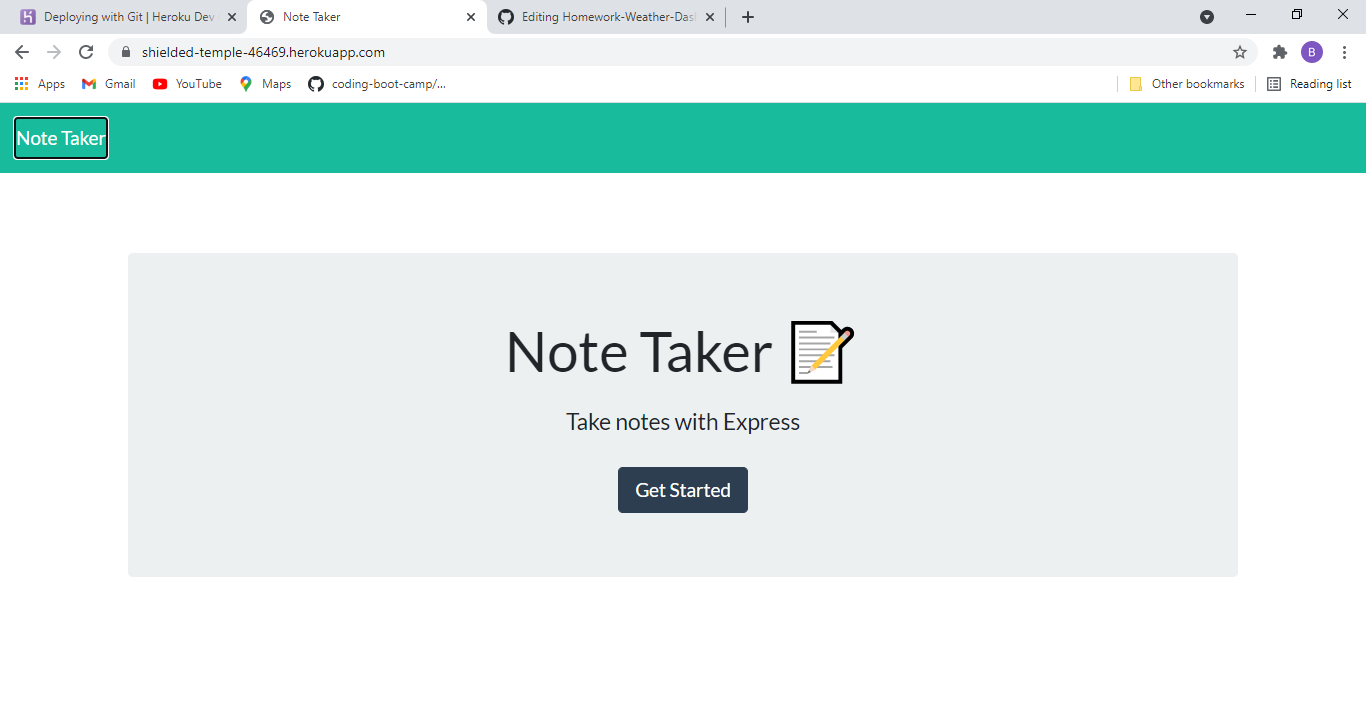 Deploying with Git | Heroku Dev
Note Taker
Editing Homework-Weather-Das
shielded-temple-46469.herokuapp.com
B
Apps
Gmail
YouTube
Maps
coding-boot-camp/...
Other bookmarks
Reading list
Note Taker
Note Taker
Take notes with Express
Get Started